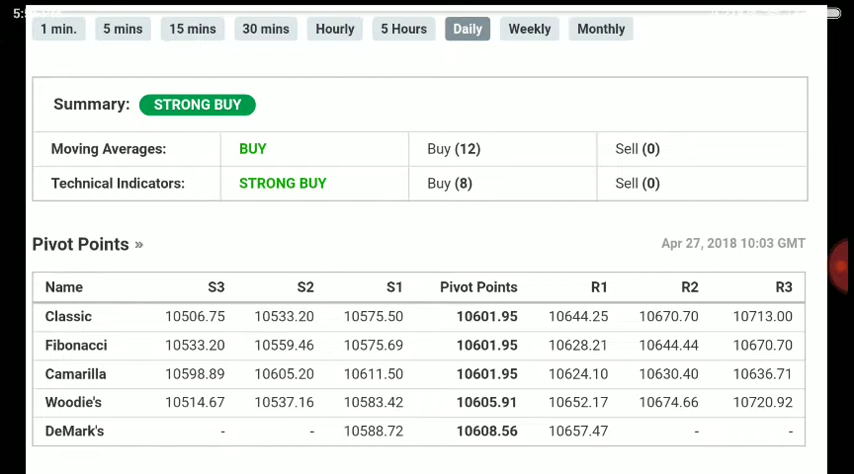 5:5
1 min. 5 mins 15 mins 30 mins Hourly 5 Hours Daily Weekly Monthly
Summary: STRONG BUY
Moving Averages: BUY Buy (12) Sell (0)
Technical Indicators: STRONG BUY Buy (8) Sell (0)
Pivot Points » Apr 27, 2018 10:03 GMT
Name S3 S2 S1 Pivot Points R1 R2 R3
Classic 10506.75 10533.20 10575.50 10601.95 10644.25 10670.70 10713.00
Fibonacci 10533.20 10559.46 10575.69 10601.95 10628.21 10644.44 10670.70
Camarilla 10598.89 10605.20 10611.50 10601.95 10624.10 10630.40 10636.71
Woodie's 10514.67 10537.16 10583.42 10605.91 10652.17 10674.66 10720.92
DeMark's - - 10588.72 10608.56 10657.47 - -